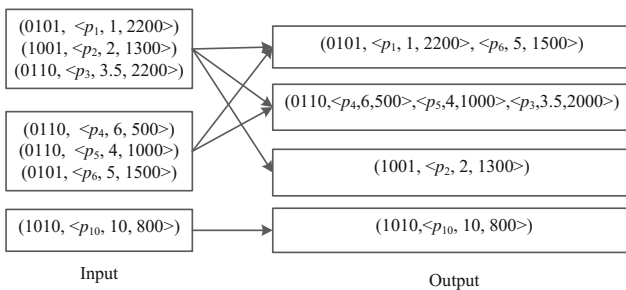 (0101, <p1, 1, 2200>)
(1001, <p2, 2, 1300>)
(0110, <p3, 3.5, 2200>)
(0110, <p4, 6, 500>)
(0110, <p5, 4, 1000>)
(0101, <p6, 5, 1500>)
(1010, <p10, 10, 800>)
Input
(0101, <p1, 1, 2200>, <p6, 5, 1500>)
(0110,<p4,6,500>,<p5,4,1000>,<p3,3.5,2000>)
(1001, <p2, 2, 1300>)
(1010,<p10, 10, 800>)
Output